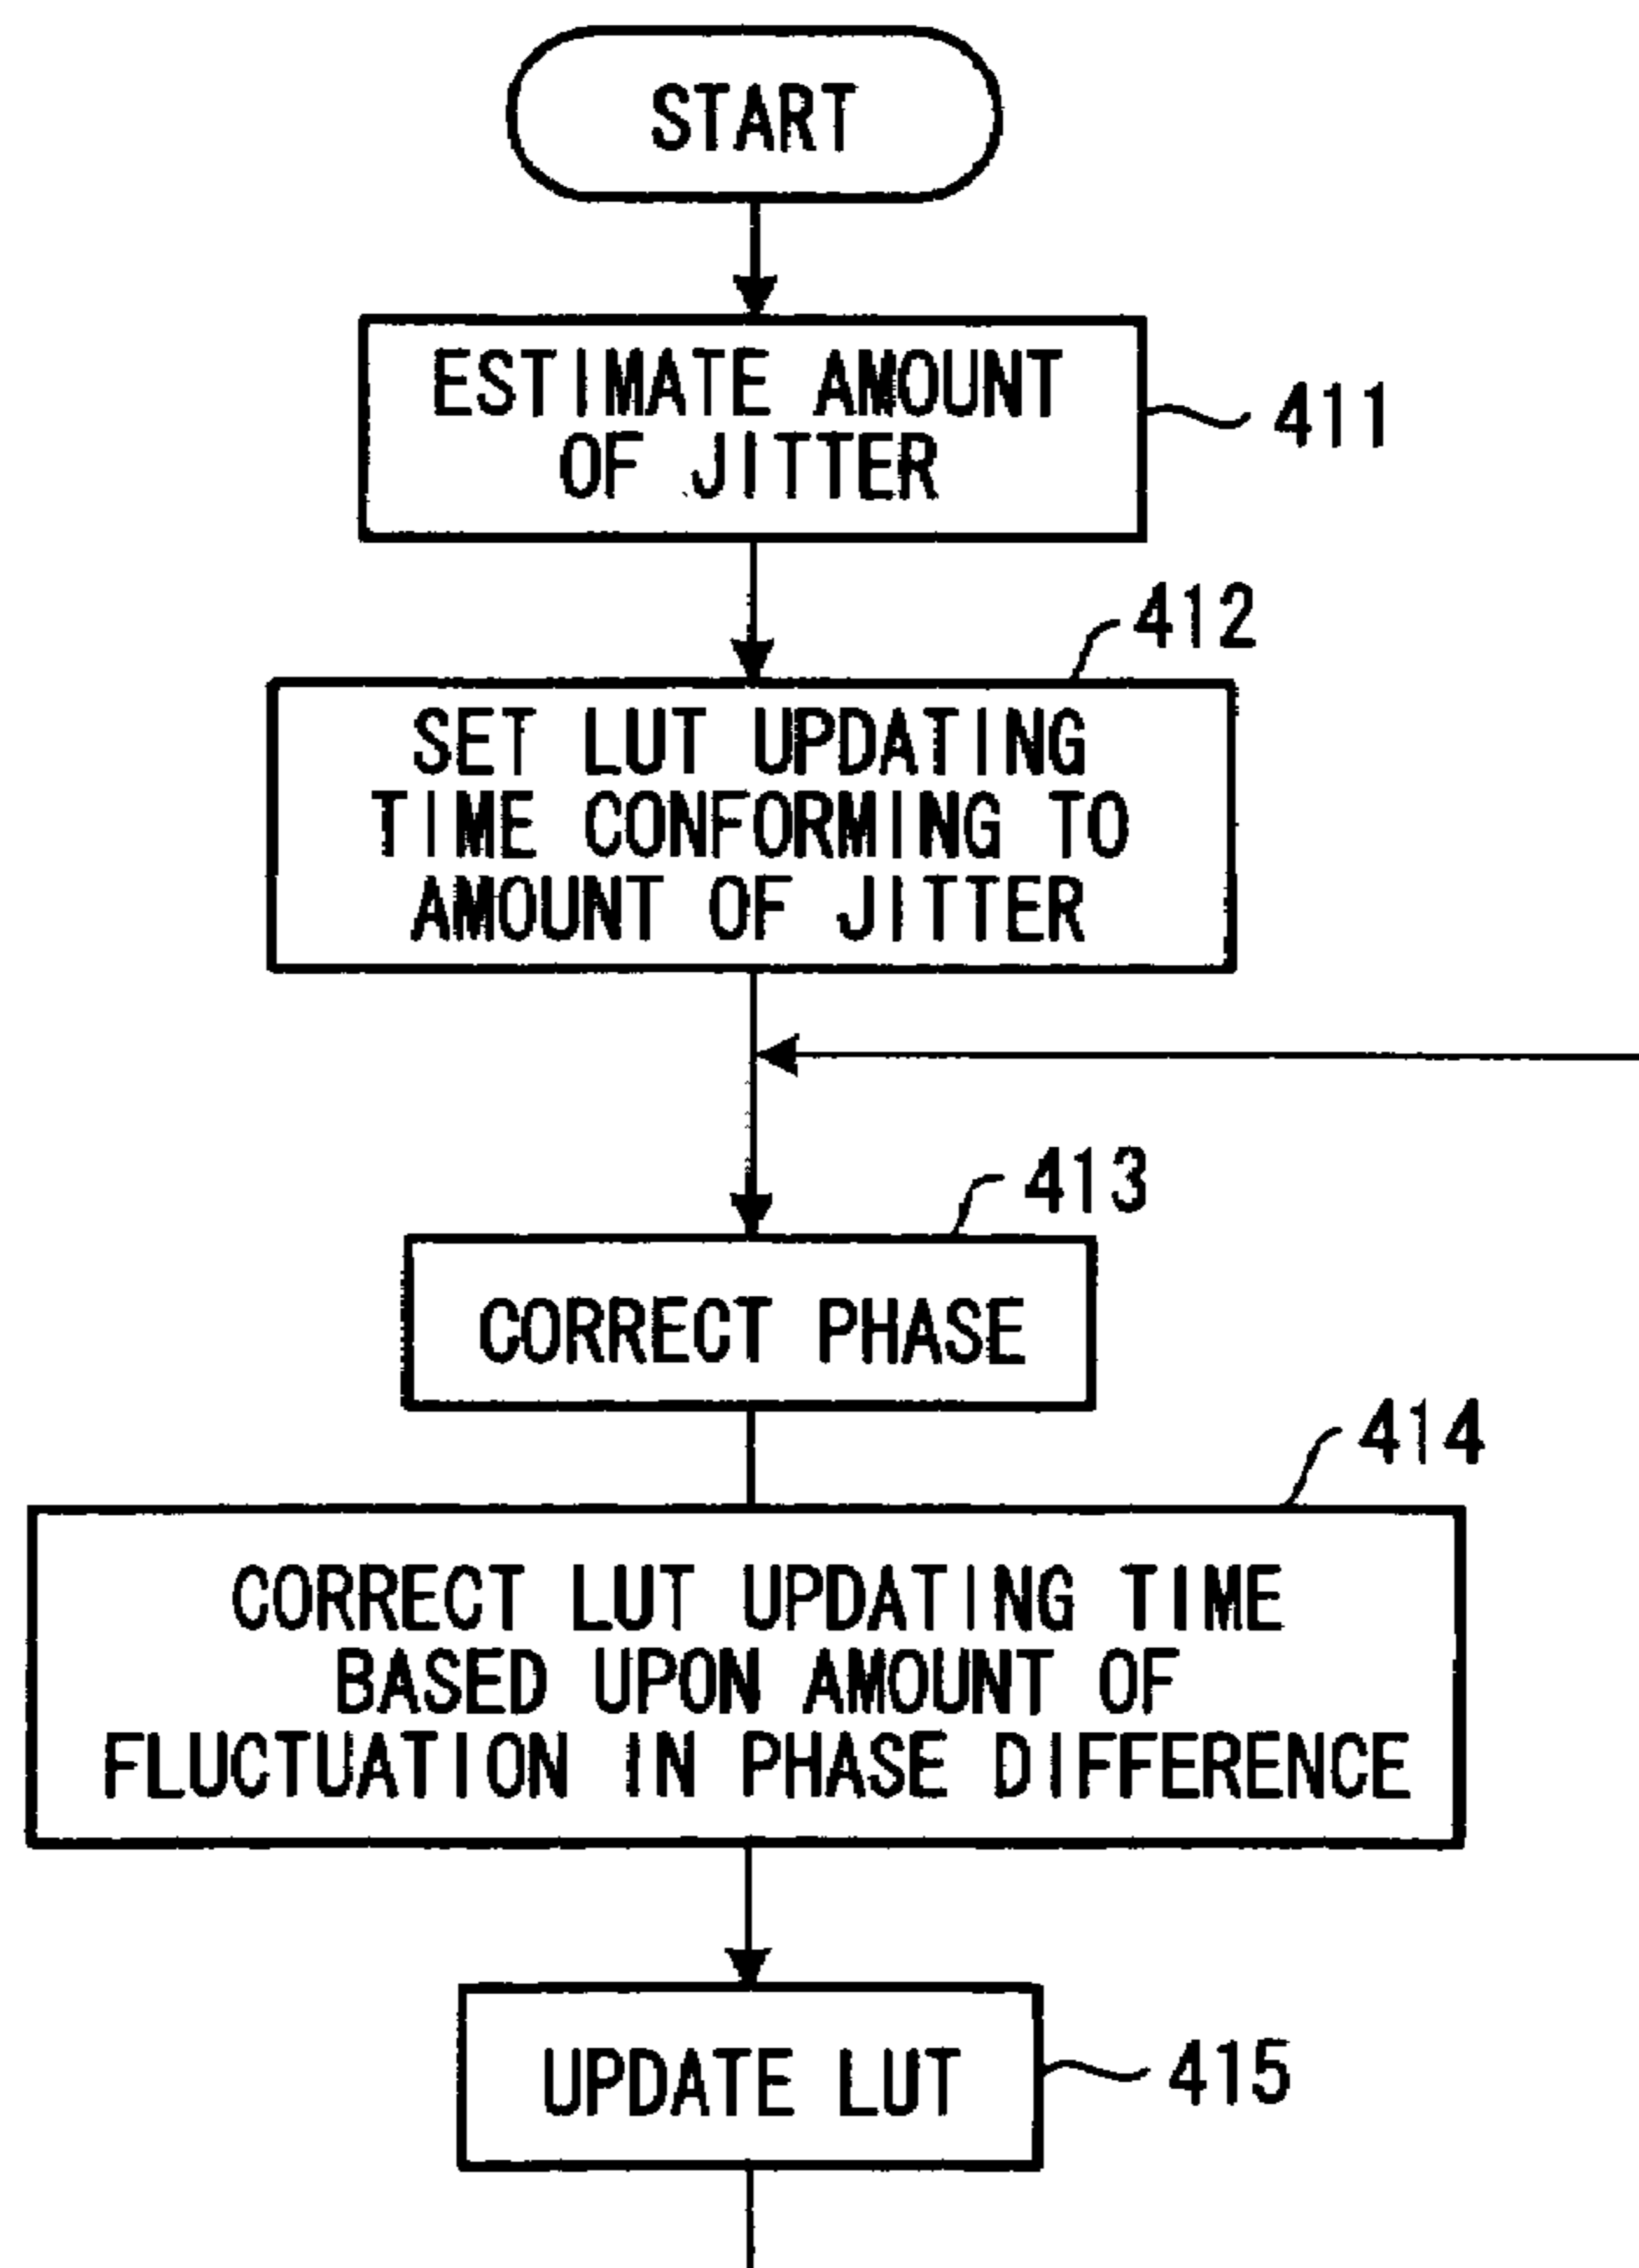 START
ESTIMATE AMOUNT
OF JITTER
411
412
SET LUT UPDATING
TIME CONFORMING TO
AMOUNT OF JITTER
413
CORRECT PHASE
414
CORRECT LUT UPDATING TIME
BASED UPON AMOUNT OF
FLUCTUATION IN PHASE DIFFERENCE
UPDATE LUT
415